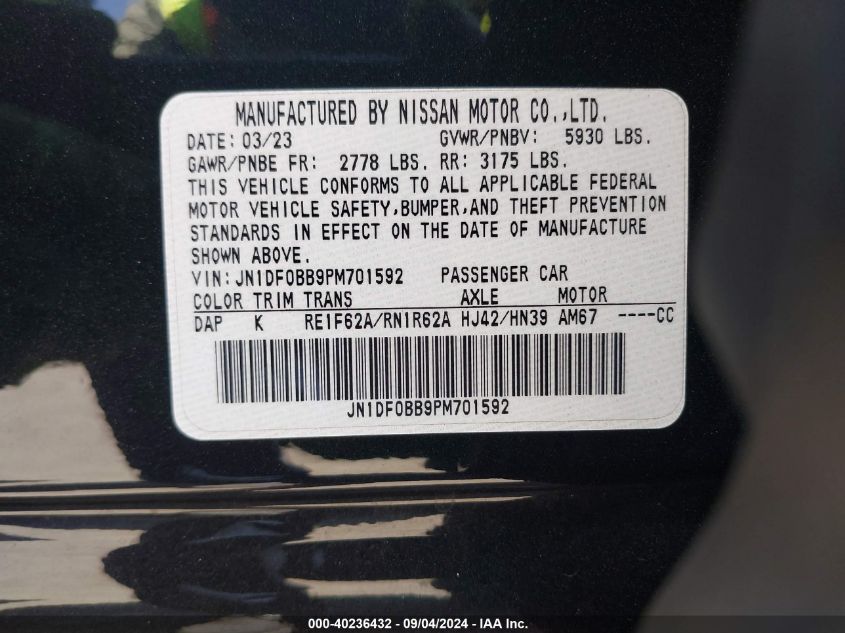 MANUFACTURED BY NISSAN MOTOR CO.,LTD.
DATE: 03/23 GVWR/PNBV: 5930 LBS.
GAWR/PNBE FR: 2778 LBS. RR: 3175 LBS.
THIS VEHICLE CONFORMS TO ALL APPLICABLE FEDERAL
MOTOR VEHICLE SAFETY,BUMPER,AND THEFT PREVENTION
STANDARDS IN EFFECT ON THE DATE OF MANUFACTURE
SHOWN ABOVE.
VIN:JN1DF0BB9PM701592 PASSENGER CAR
COLOR TRIM TRANS AXLE MOTOR
DAP K RE1F62A/RN1R62A HJ42/HN39 AM67 ----CC
JN1DF0BB9PM701592
000-40236432 - 09/04/2024 - IAA Inc.